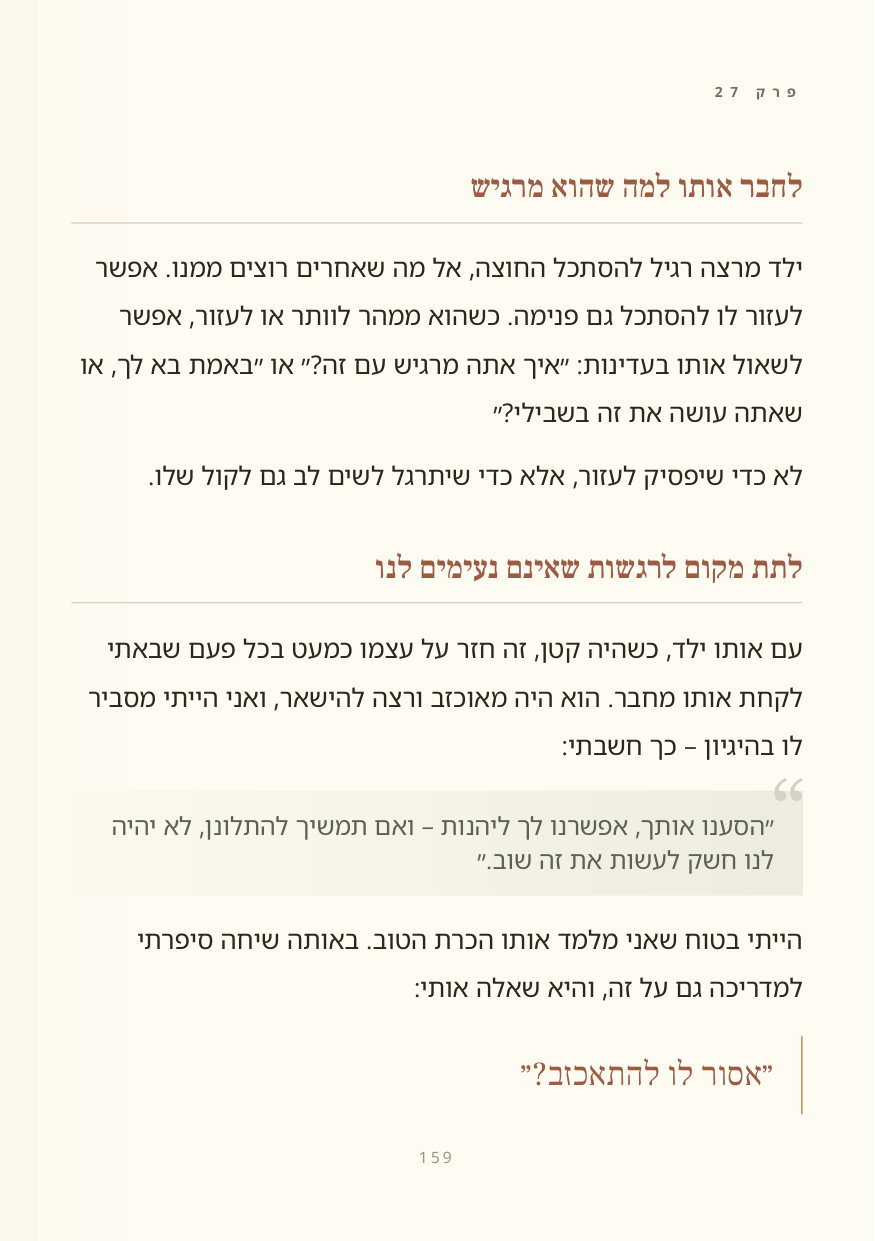 פרק 27
לחבר אותו למה שהוא מרגיש
ילד מרצה רגיל להסתכל החוצה, אל מה שאחרים רוצים ממנו. אפשר
לעזור לו להסתכל גם פנימה. כשהוא ממהר לוותר או לעזור, אפשר
לשאול אותו בעדינות: ״איך אתה מרגיש עם זה?״ או ״באמת בא לך, או
שאתה עושה את זה בשבילי?״
לא כדי שיפסיק לעזור, אלא כדי שיתרגל לשים לב גם לקול שלו.
לתת מקום לרגשות שאינם נעימים לנו
עם אותו ילד, כשהיה קטן, זה חזר על עצמו כמעט בכל פעם שבאתי
לקחת אותו מחבר. הוא היה מאוכזב ורצה להישאר, ואני הייתי מסביר
לו בהיגיון – כך חשבתי:
“
״הסענו אותך, אפשרנו לך ליהנות – ואם תמשיך להתלונן, לא יהיה
לנו חשק לעשות את זה שוב.״
הייתי בטוח שאני מלמד אותו הכרת הטוב. באותה שיחה סיפרתי
למדריכה גם על זה, והיא שאלה אותי:
״אסור לו להתאכזב?״
159